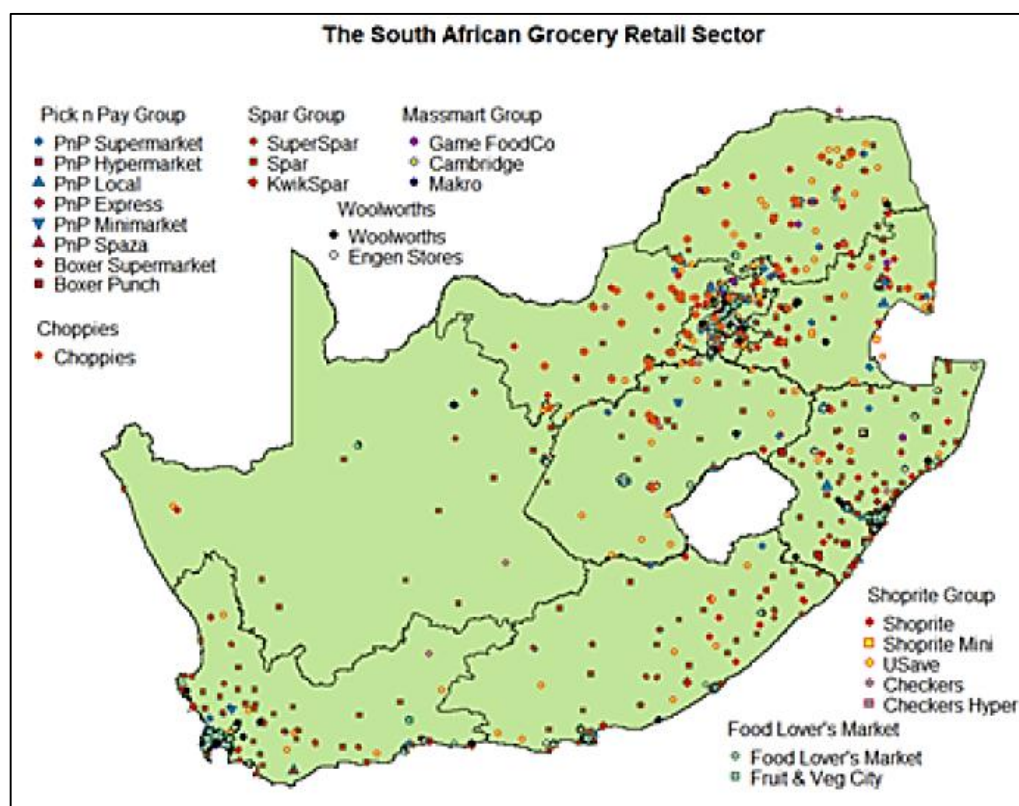 The South African Grocery Retail Sector
Pick n Pay Group
PnP Supermarket
PnP Hypermarket
PnP Local
PnP Express
PnP Minimarket
PnP Spaza
Boxer Supermarket
Boxer Punch
Choppies
Choppies
Spar Group
SuperSpar
Spar
KwikSpar
Massmart Group
Game FoodCo
Cambridge
Makro
Woolworths
Woolworths
Engen Stores
Shoprite Group
Shoprite
Shoprite Mini
USave
Checkers
Checkers Hyper
Food Lover's Market
Food Lover's Market
Fruit & Veg City